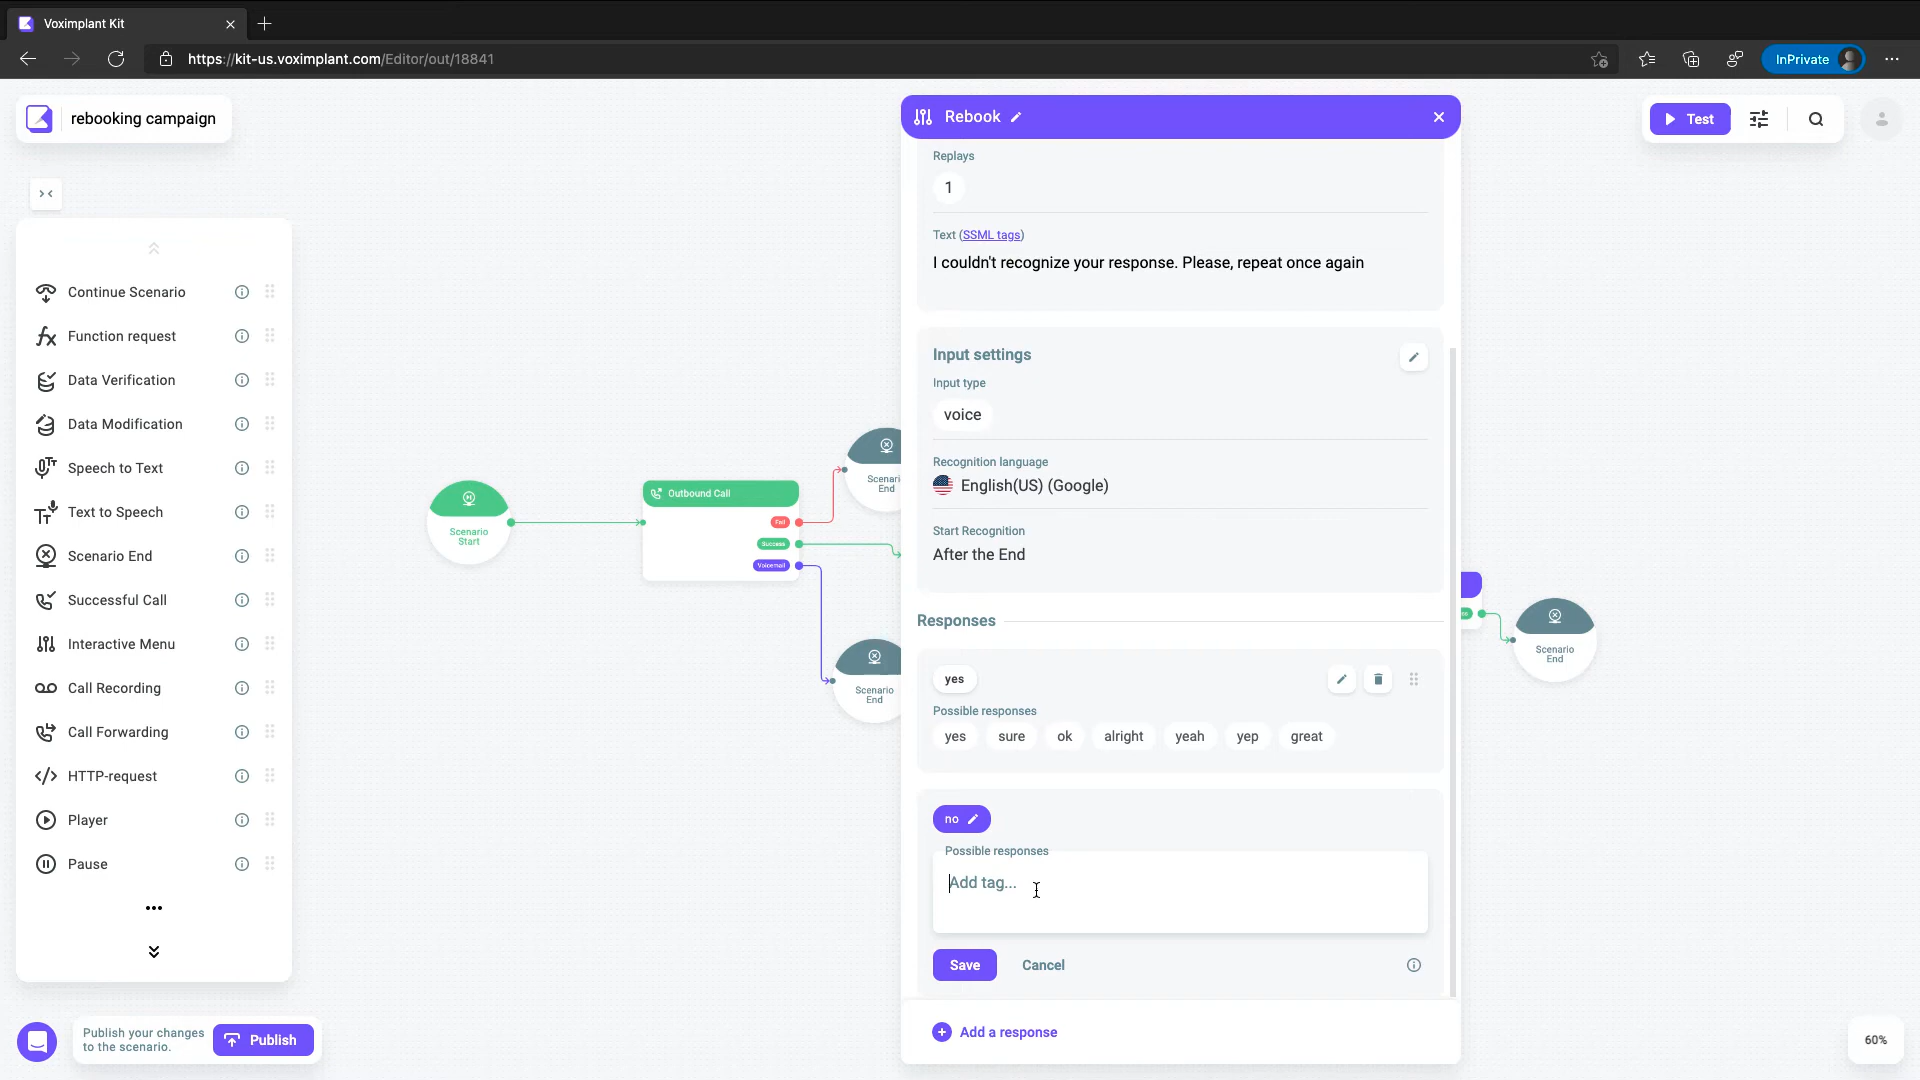 Voximplant Kit
https://kit-us.voximplant.com/Editor/out/18841
InPrivate
rebooking campaign
Rebook
Test
Continue Scenario
Function request
Data Verification
Data Modification
Speech to Text
Text to Speech
Scenario End
Successful Call
Interactive Menu
Call Recording
Call Forwarding
HTTP-request
Player
Pause
Publish your changes
to the scenario.
Publish
Scenario
Start
Outbound Call
Fail
Success
Voicemail
Scenari
End
Scenario
End
Replays
1
Text (SSML tags)
I couldn't recognize your response. Please, repeat once again
Input settings
Input type
voice
Recognition language
English(US) (Google)
Start Recognition
After the End
Responses
yes
Possible responses
yes sure ok alright yeah yep great
no
Possible responses
Add tag...
Save Cancel
Add a response
Scenario
End
60%